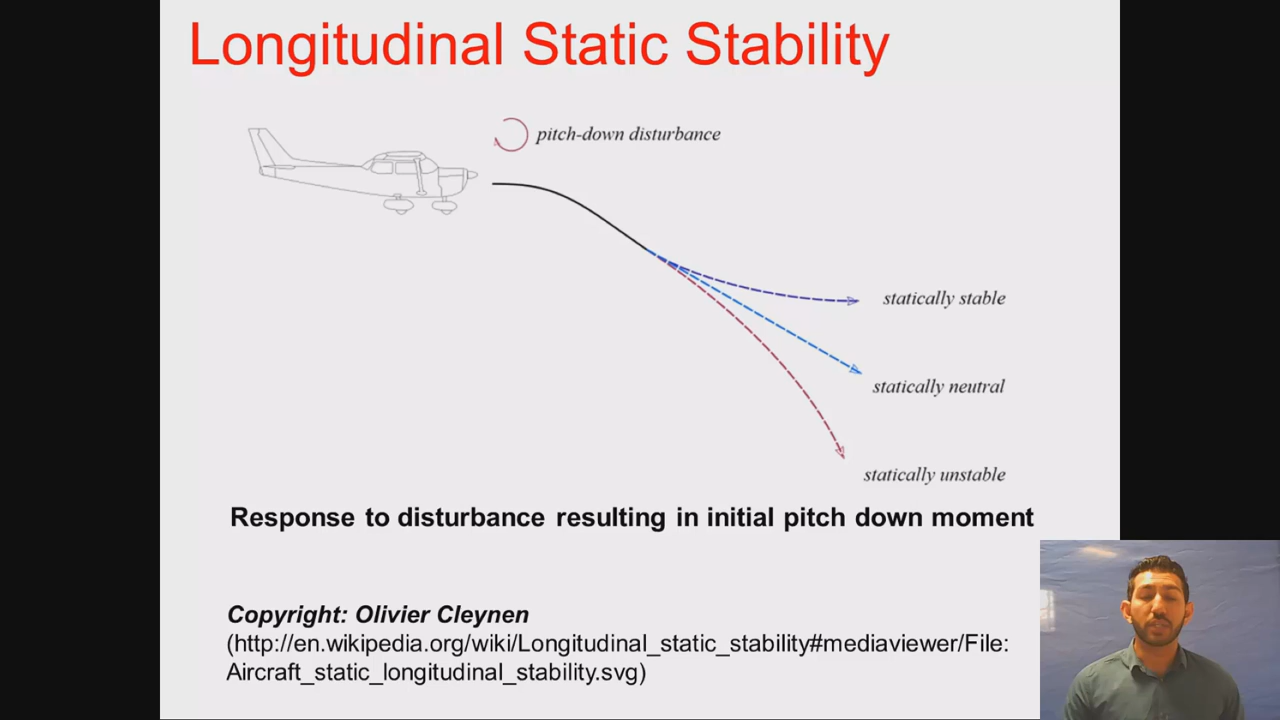 Longitudinal Static Stability
pitch-down disturbance
statically stable
statically neutral
statically unstable
Response to disturbance resulting in initial pitch down moment
Copyright: Olivier Cleynen
(http://en.wikipedia.org/wiki/Longitudinal_static_stability#mediaviewer/File:
Aircraft_static_longitudinal_stability.svg)